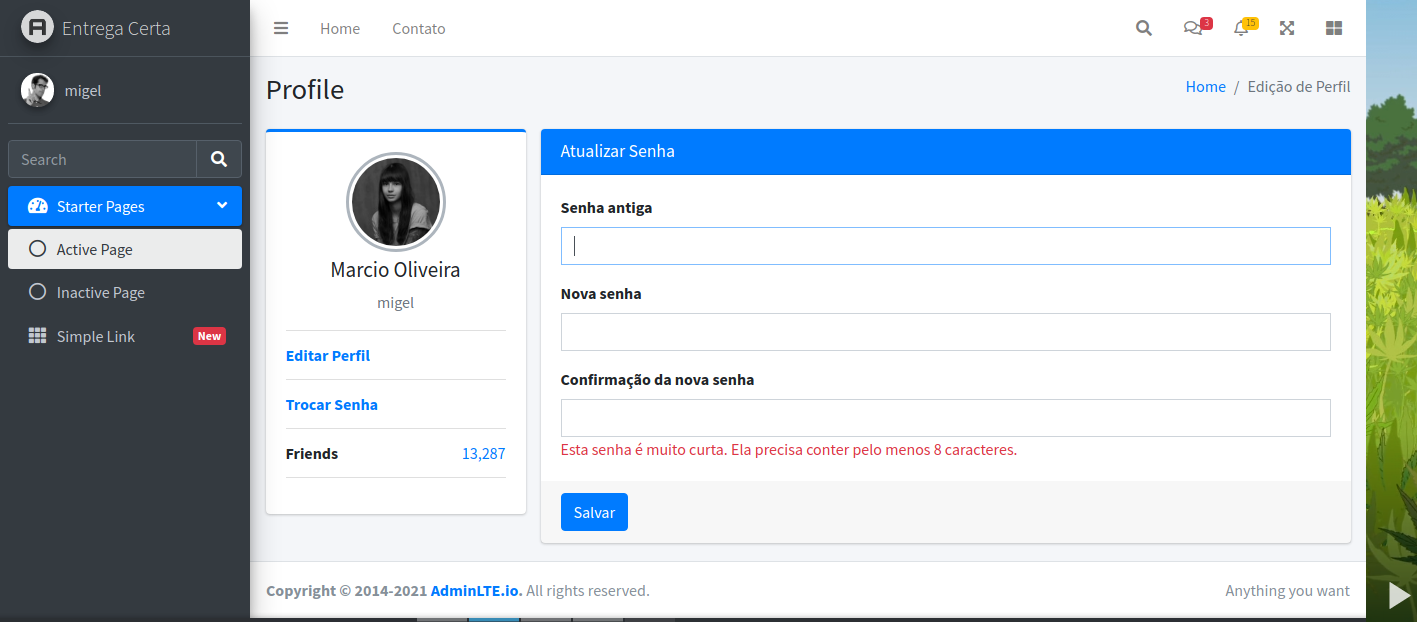 Entrega Certa
Home
Contato
3
15
migel
Search
Starter Pages
Active Page
Inactive Page
Simple Link
New
Profile
Home / Edição de Perfil
Marcio Oliveira
migel
Editar Perfil
Trocar Senha
Friends 13,287
Atualizar Senha
Senha antiga
Nova senha
Confirmação da nova senha
Esta senha é muito curta. Ela precisa conter pelo menos 8 caracteres.
Salvar
Copyright © 2014-2021 AdminLTE.io. All rights reserved.
Anything you want